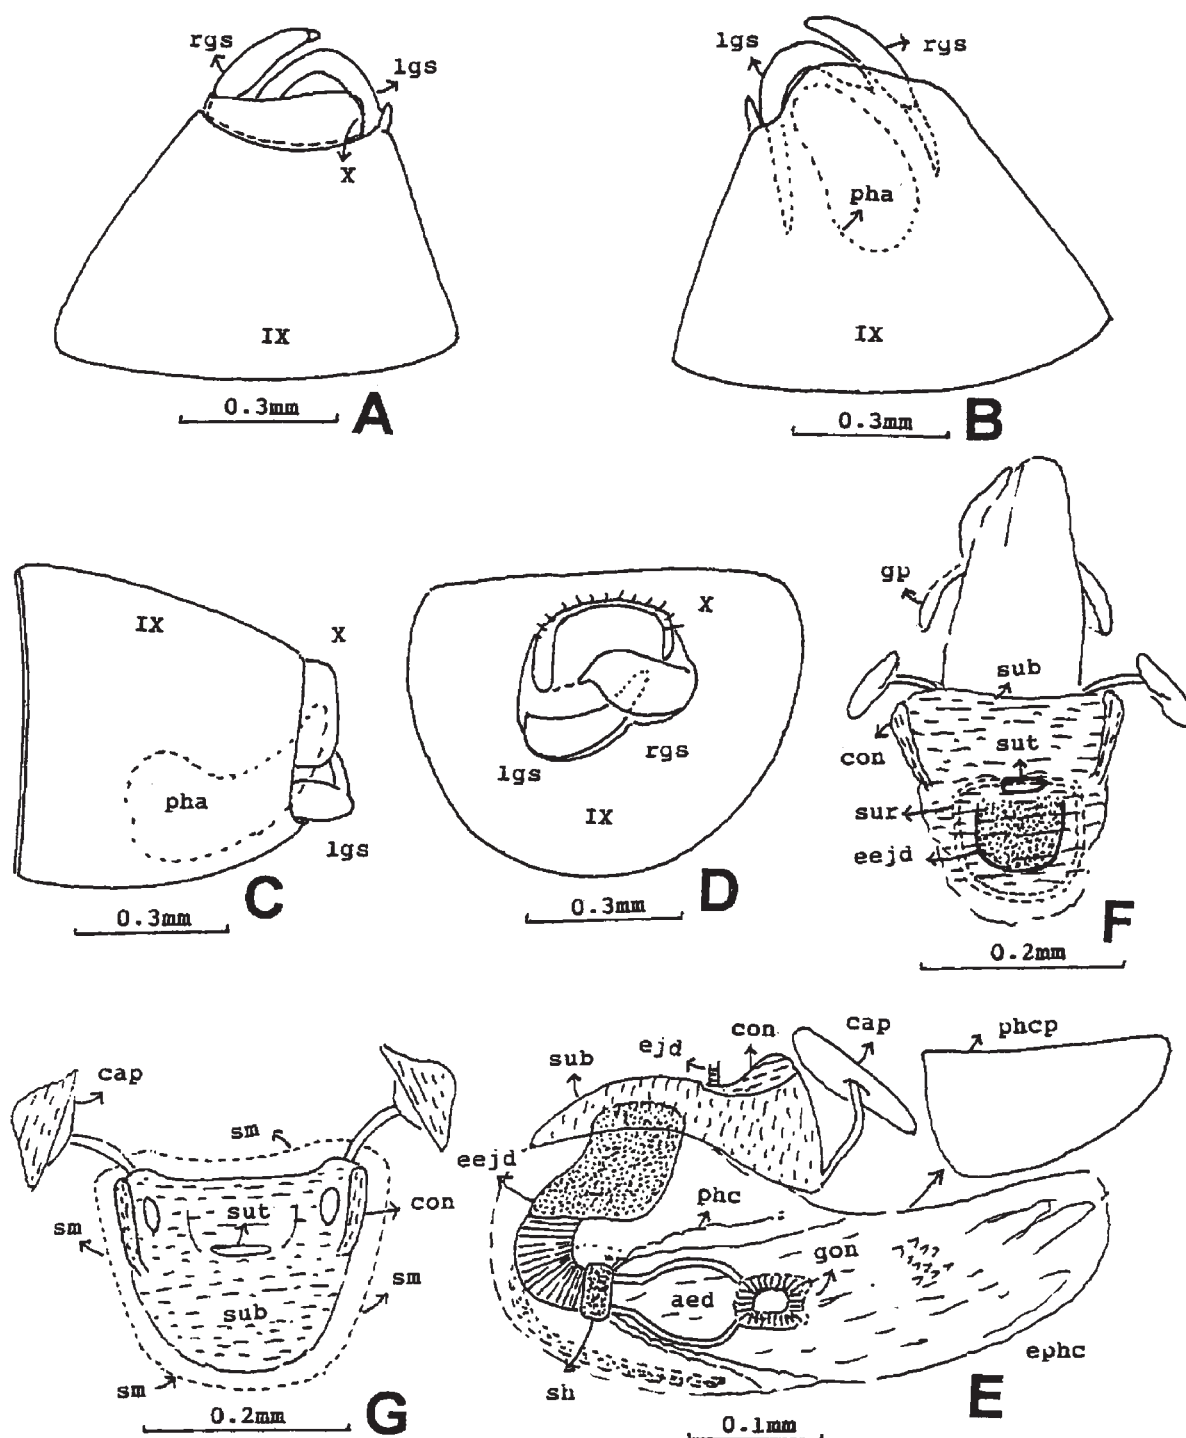 rgs
lgs
X
IX
0.3mm
A
lgs
rgs
pha
IX
0.3mm
B
IX
X
pha
lgs
0.3mm
C
X
lgs
rgs
IX
0.3mm
D
gp
sub
con
sut
sur
eejd
F
0.2mm
cap
sm
sm
sut
con
sm
sub
sm
0.2mm
G
sub
ejd
con
cap
phcp
eejd
phc
gon
aed
ephc
sh
E
0.1mm